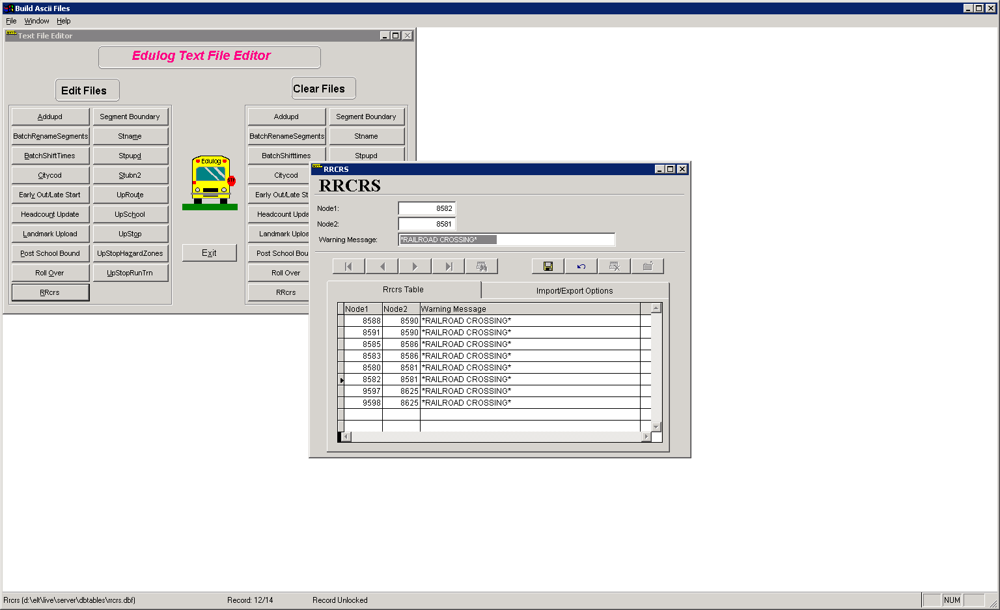 Build Ascii Files
File Window Help
Text File Editor
Edulog Text File Editor
Edit Files
Clear Files
Addupd Segment Boundary
BatchRenameSegments Stname
BatchShiftTimes Stpupd
Citycod Stubn2
Early Out/Late Start UpRoute
Headcount Update UpSchool
Landmark Upload UpStop
Post School Bound UpStopHazardZones
Roll Over UpStopRunTrn
RRcrs
Edulog
Exit
Addupd Segment Boundary
BatchRenameSegments Stname
BatchShifttimes Stpupd
Citycod
Early Out/Late St
Headcount Upda
Landmark Uploa
Post School Bou
Roll Over
RRcrs
RRCRS
RRCRS
Node1: 8582
Node2: 8581
Warning Message: *RAILROAD CROSSING*
Rrcrs Table Import/Export Options
Node1 Node2 Warning Message
8588 8590 *RAILROAD CROSSING*
8591 8590 *RAILROAD CROSSING*
8585 8586 *RAILROAD CROSSING*
8583 8586 *RAILROAD CROSSING*
8580 8581 *RAILROAD CROSSING*
8582 8581 *RAILROAD CROSSING*
9597 8625 *RAILROAD CROSSING*
9598 8625 *RAILROAD CROSSING*
Rrcrs (d:\elt\live\server\dbtables\rrcrs.dbf) Record: 12/14 Record Unlocked NUM